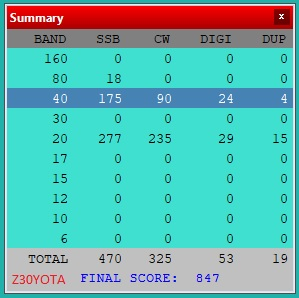 Summary x
BAND SSB CW DIGI DUP
160 0 0 0 0
80 18 0 0 0
40 175 90 24 4
30 0 0 0 0
20 277 235 29 15
17 0 0 0 0
15 0 0 0 0
12 0 0 0 0
10 0 0 0 0
6 0 0 0 0
TOTAL 470 325 53 19
Z30YOTA FINAL SCORE: 847